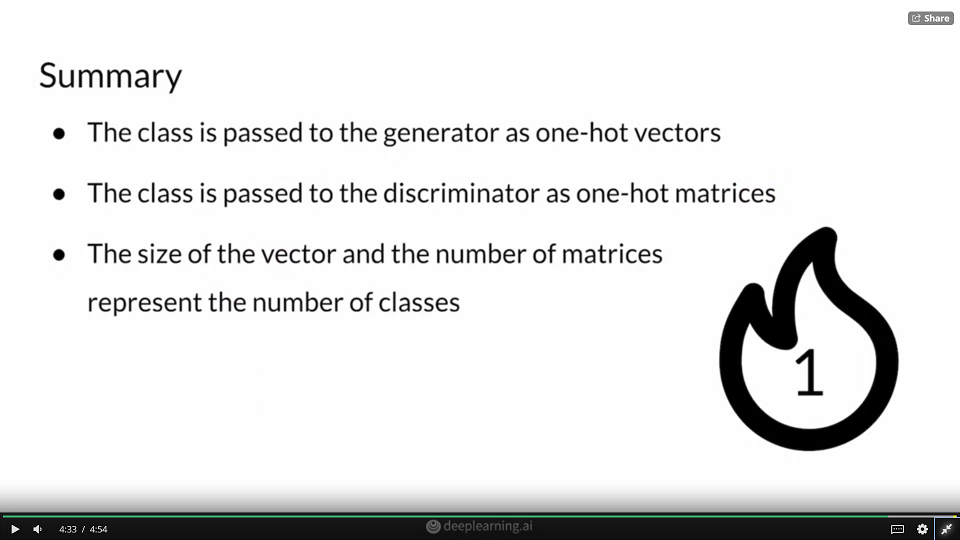 Share
Summary
● The class is passed to the generator as one-hot vectors
● The class is passed to the discriminator as one-hot matrices
● The size of the vector and the number of matrices
represent the number of classes
1
4:33 / 4:54
deeplearning.ai